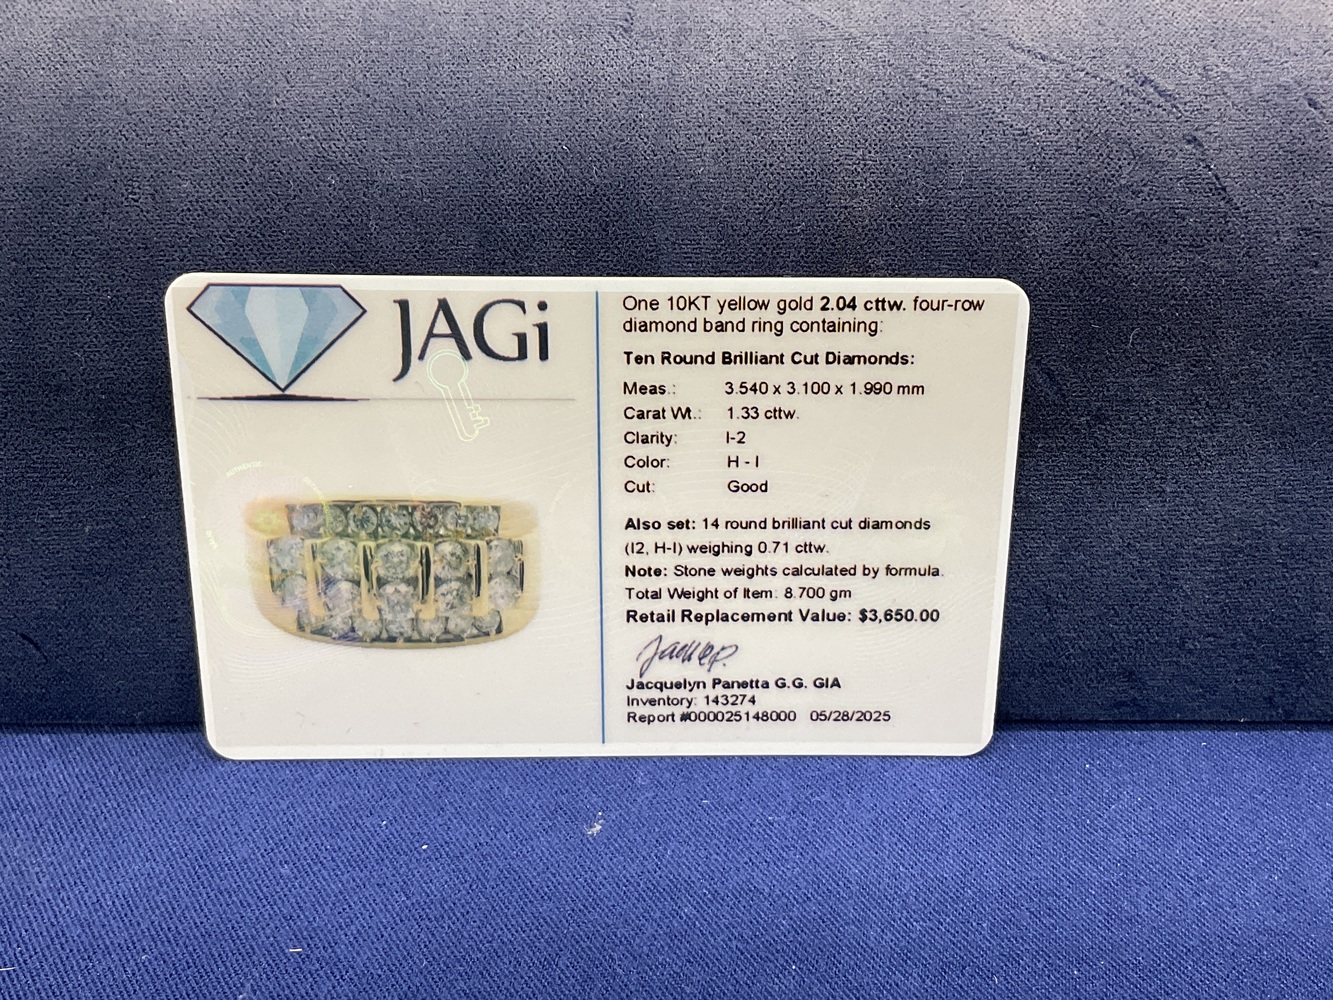 JAGi
AUTHENTIC
One 10KT yellow gold 2.04 cttw. four-row
diamond band ring containing:
Ten Round Brilliant Cut Diamonds:
Meas.: 3.540 x 3.100 x 1.990 mm
Carat Wt.: 1.33 cttw.
Clarity: I-2
Color: H - I
Cut: Good
Also set: 14 round brilliant cut diamonds
(I2, H-I) weighing 0.71 cttw.
Note: Stone weights calculated by formula.
Total Weight of Item: 8.700 gm
Retail Replacement Value: $3,650.00
Jackie P.
Jacquelyn Panetta G.G. GIA
Inventory: 143274
Report #000025148000 05/28/2025